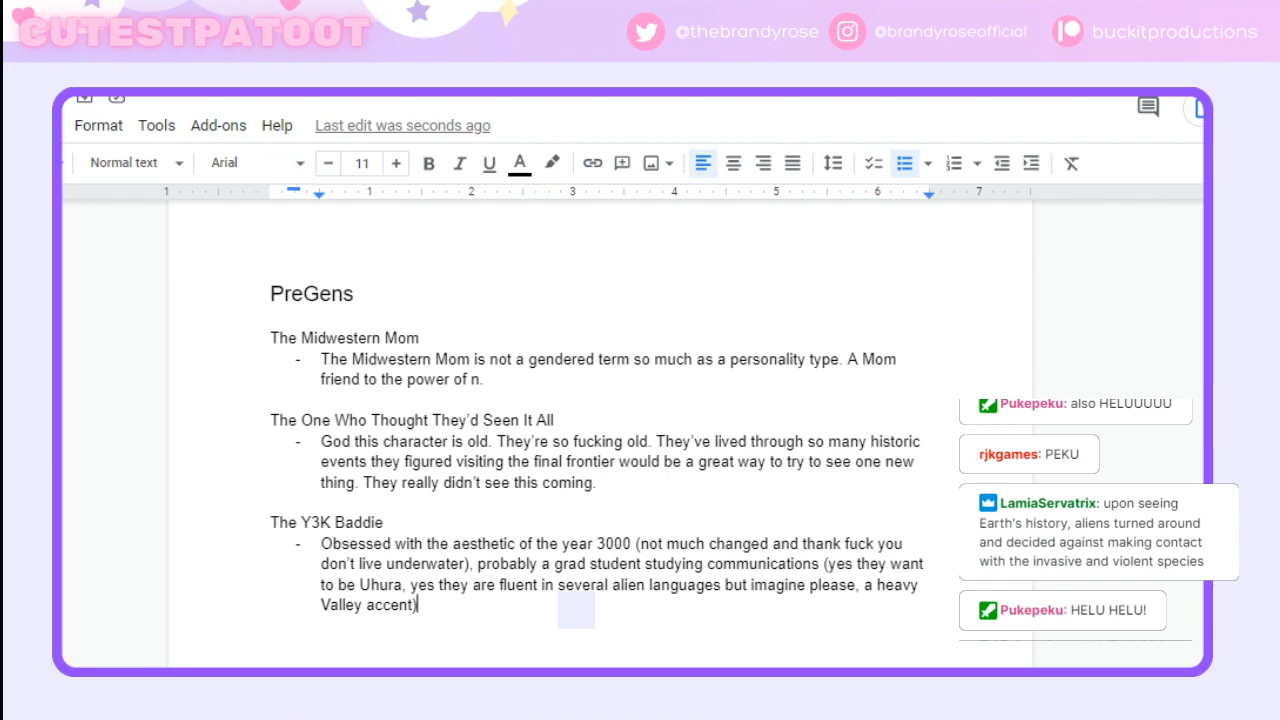 CUTESTPATOOT
@thebrandyrose
@brandyroseofficial
buckitproductions
Format Tools Add-ons Help Last edit was seconds ago
Normal text Arial 11 B I U A
1 1 2 3 4 5 6 7
PreGens
The Midwestern Mom
- The Midwestern Mom is not a gendered term so much as a personality type. A Mom
friend to the power of n.
The One Who Thought They'd Seen It All
- God this character is old. They're so fucking old. They've lived through so many historic
events they figured visiting the final frontier would be a great way to try to see one new
thing. They really didn't see this coming.
The Y3K Baddie
- Obsessed with the aesthetic of the year 3000 (not much changed and thank fuck you
don't live underwater), probably a grad student studying communications (yes they want
to be Uhura, yes they are fluent in several alien languages but imagine please, a heavy
Valley accent)
Pukepeku: also HELUUUUU
rjkgames: PEKU
LamiaServatrix: upon seeing
Earth's history, aliens turned around
and decided against making contact
with the invasive and violent species
Pukepeku: HELU HELU!